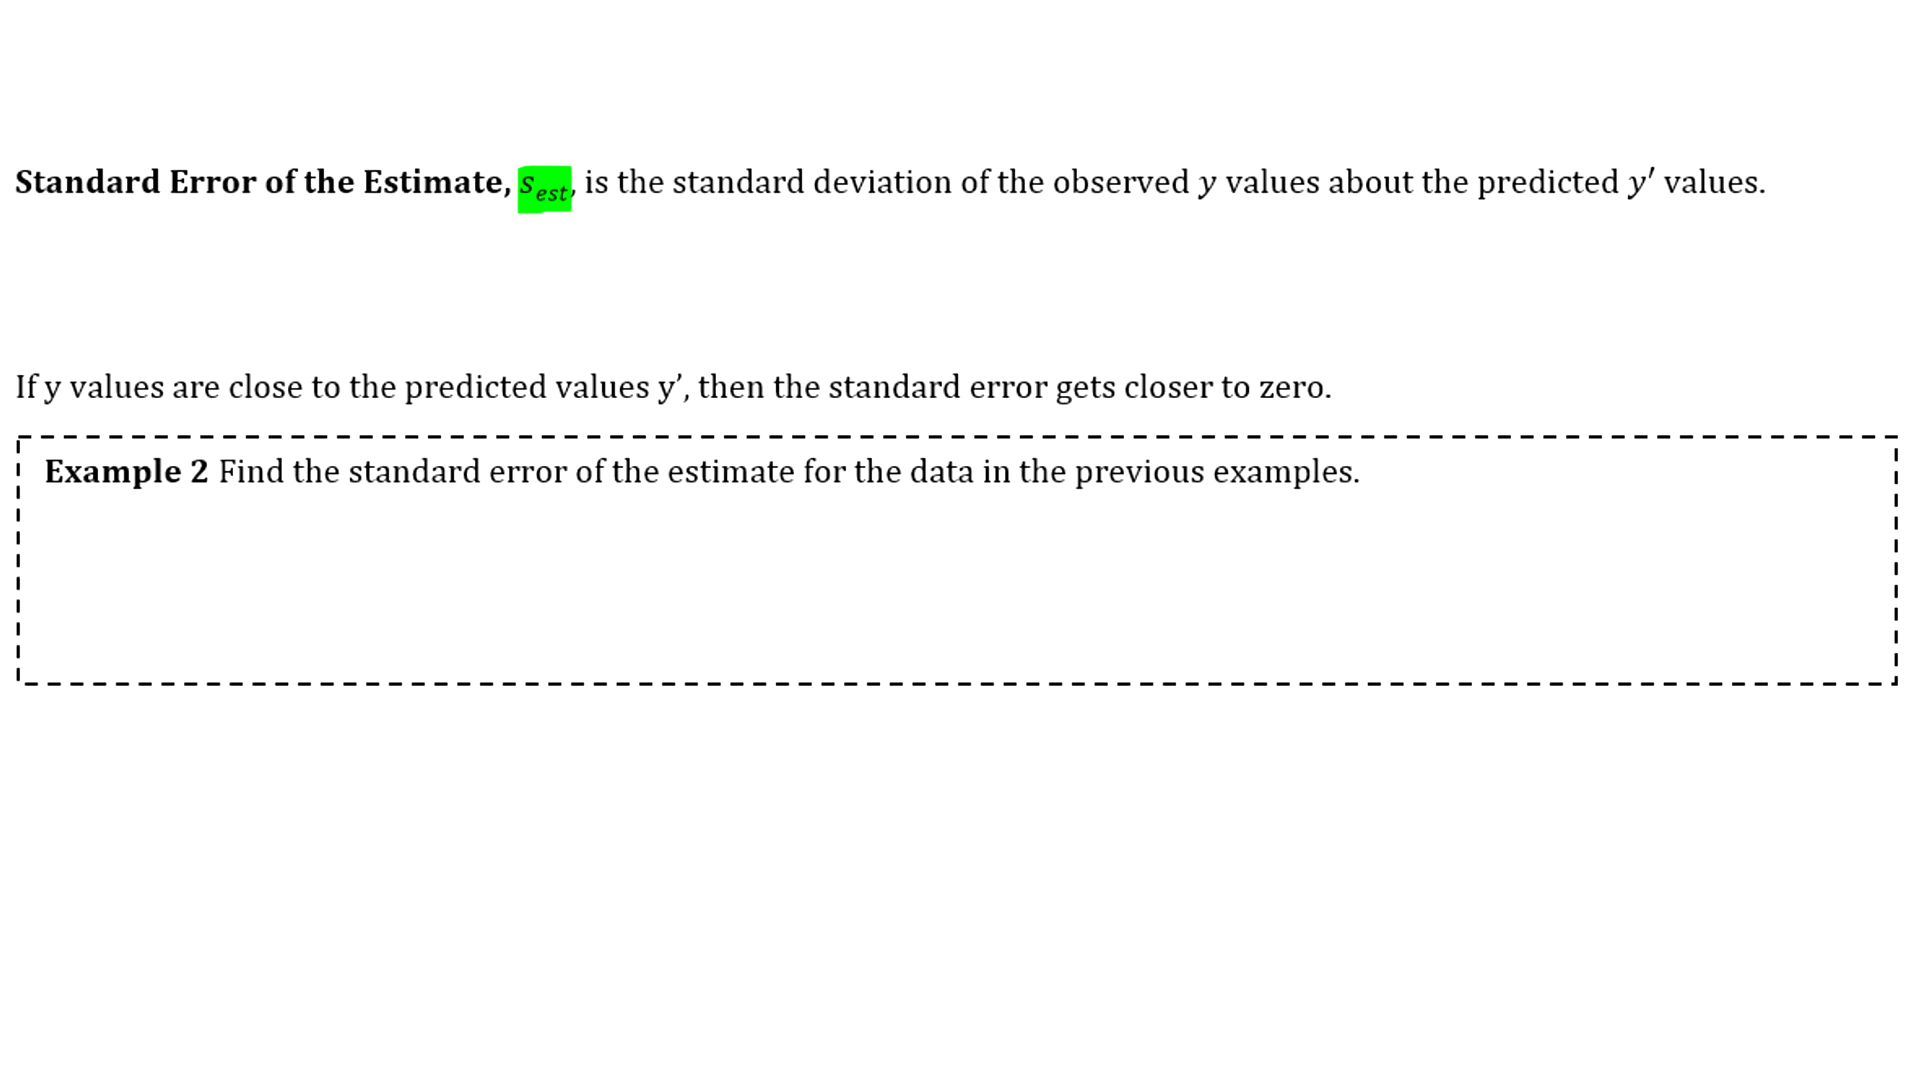 Standard Error of the Estimate, s_est, is the standard deviation of the observed y values about the predicted y′ values.
If y values are close to the predicted values y’, then the standard error gets closer to zero.
Example 2 Find the standard error of the estimate for the data in the previous examples.